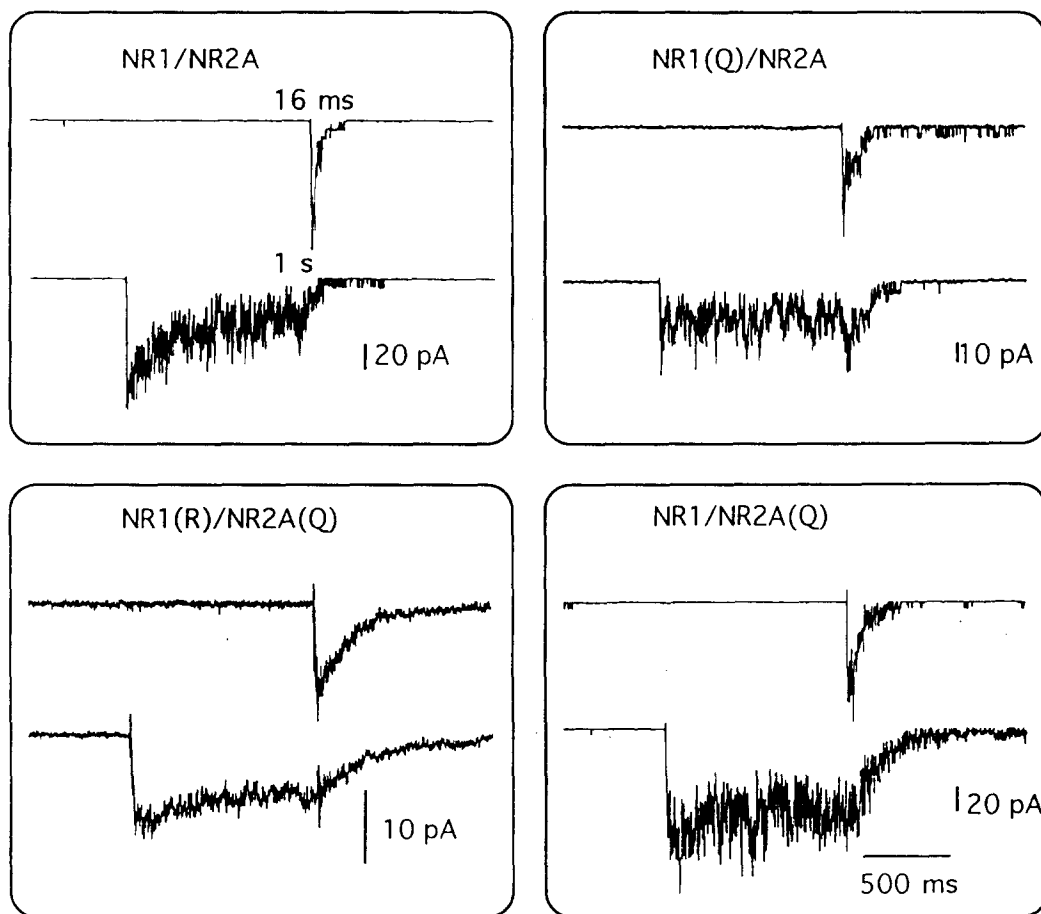 NR1/NR2A
16 ms
1 s
20 pA
NR1(Q)/NR2A
10 pA
NR1(R)/NR2A(Q)
10 pA
NR1/NR2A(Q)
20 pA
500 ms